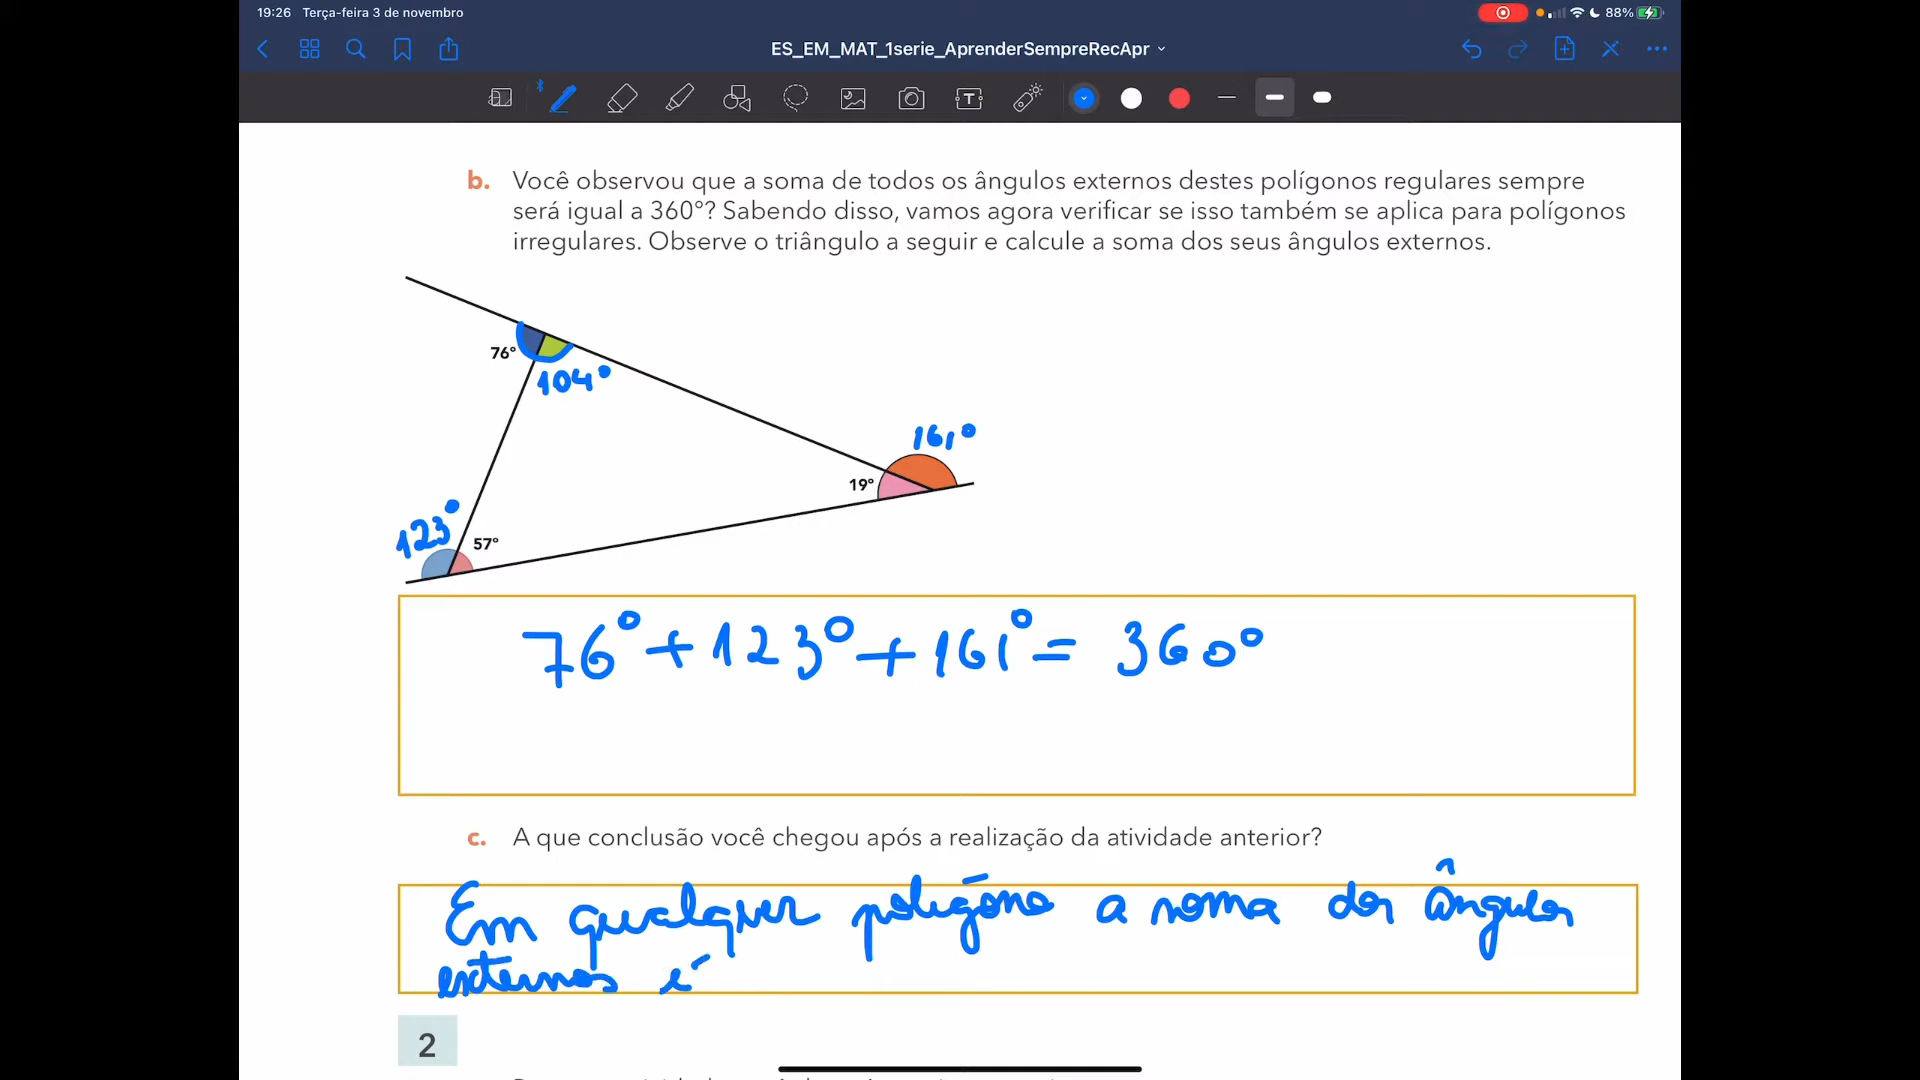 19:26 Terça-feira 3 de novembro
88%
ES_EM_MAT_1serie_AprenderSempreRecApr
b. Você observou que a soma de todos os ângulos externos destes polígonos regulares sempre
será igual a 360°? Sabendo disso, vamos agora verificar se isso também se aplica para polígonos
irregulares. Observe o triângulo a seguir e calcule a soma dos seus ângulos externos.
76°
104°
161°
19°
123°
57°
76° + 123° + 161° = 360°
c. A que conclusão você chegou após a realização da atividade anterior?
Em qualquer polígono a soma dos ângulos
externos é
2